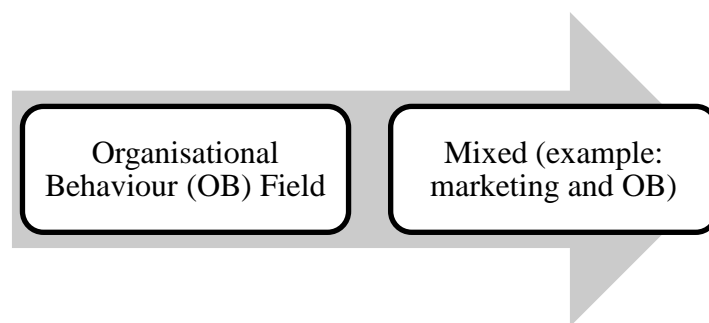 Organisational
Behaviour (OB) Field
Mixed (example:
marketing and OB)